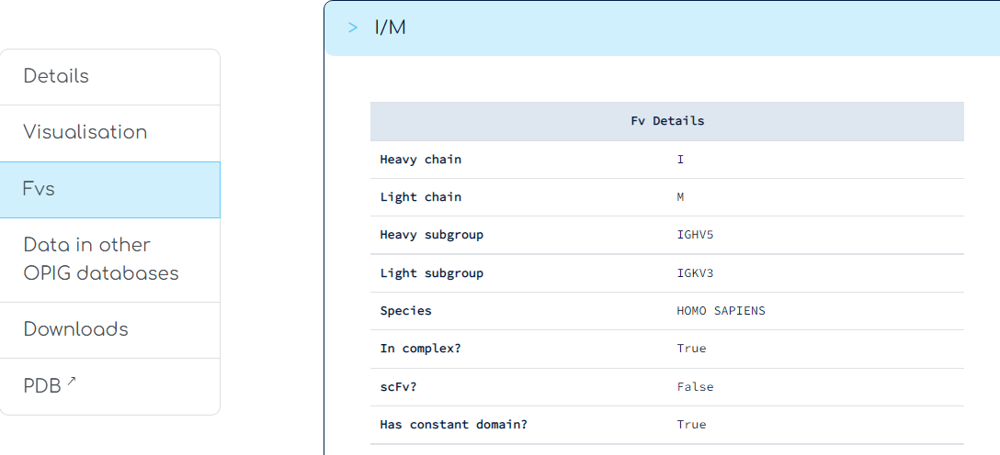 Details
Visualisation
Fvs
Data in other
OPIG databases
Downloads
PDB ↗
> I/M
Fv Details
Heavy chain I
Light chain M
Heavy subgroup IGHV5
Light subgroup IGKV3
Species HOMO SAPIENS
In complex? True
scFv? False
Has constant domain? True